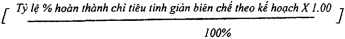 [ Tỷ lệ % hoàn thành chỉ tiêu tinh giản biên chế theo kế hoạch X 1.00 ]
100%